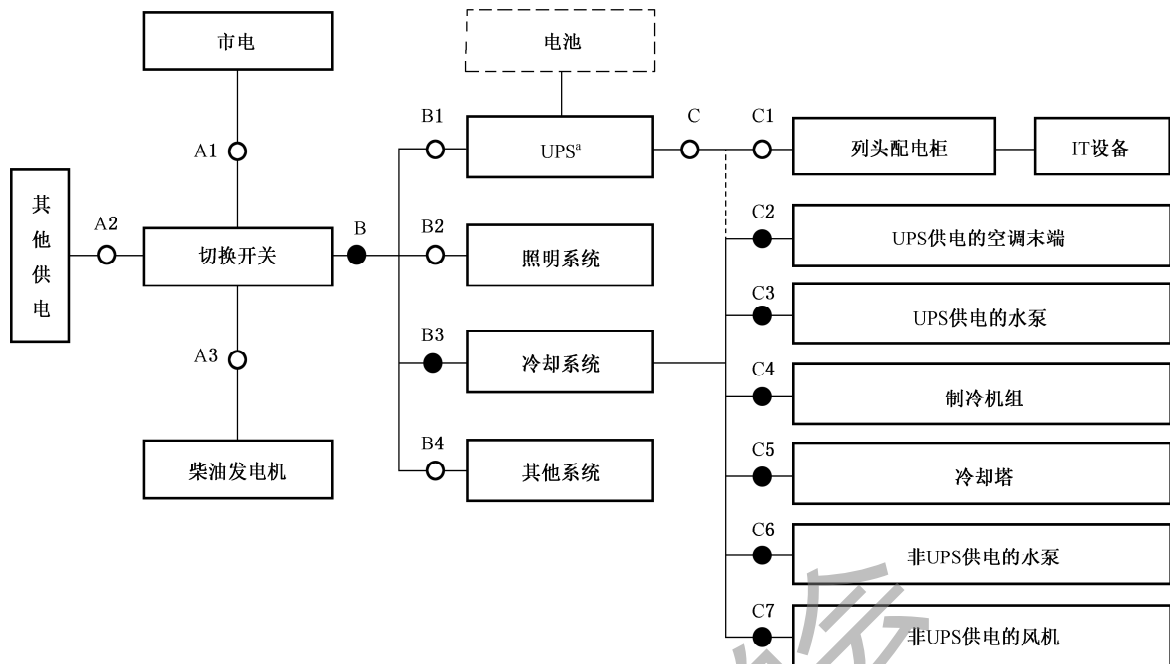 市电
电池
A1
B1
C
C1
UPSa
列头配电柜
IT设备
其他供电
A2
切换开关
B
B2
照明系统
C2
UPS供电的空调末端
C3
UPS供电的水泵
A3
B3
冷却系统
C4
制冷机组
柴油发电机
B4
其他系统
C5
冷却塔
C6
非UPS供电的水泵
C7
非UPS供电的风机
会